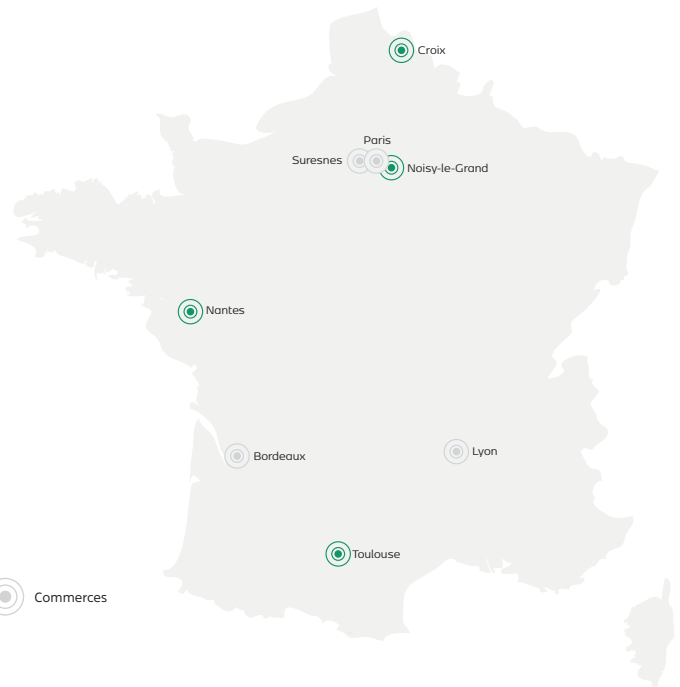 Croix
Paris
Suresnes
Noisy-le-Grand
Nantes
Bordeaux
Lyon
Toulouse
Commerces